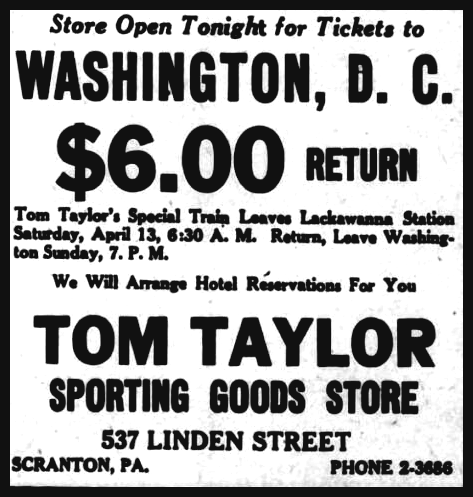 Store Open Tonight for Tickets to
WASHINGTON, D. C.
$6.00 RETURN
Tom Taylor's Special Train Leaves Lackawanna Station
Saturday, April 13, 6:30 A. M. Return, Leave Washing-
ton Sunday, 7. P. M.
We Will Arrange Hotel Reservations For You
TOM TAYLOR
SPORTING GOODS STORE
537 LINDEN STREET
SCRANTON, PA. PHONE 2-3686